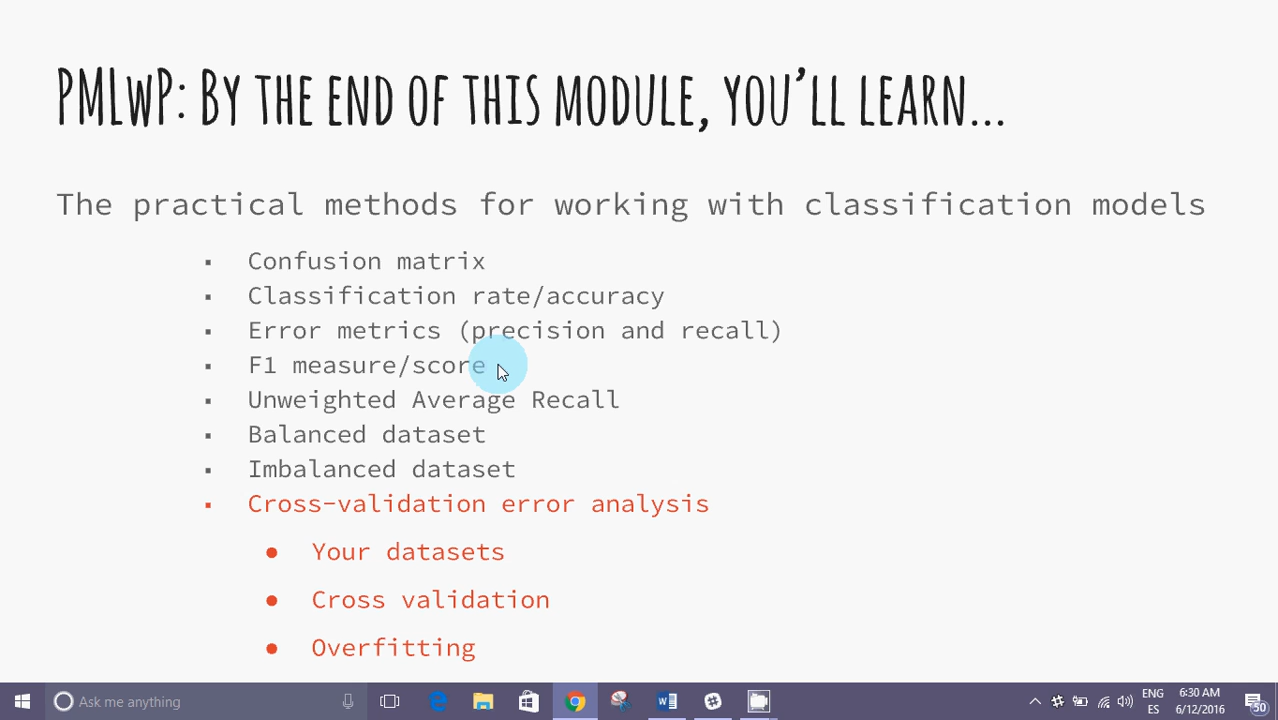 PMLwP: By the end of this module, you'll learn...
The practical methods for working with classification models
▪ Confusion matrix
▪ Classification rate/accuracy
▪ Error metrics (precision and recall)
▪ F1 measure/score
▪ Unweighted Average Recall
▪ Balanced dataset
▪ Imbalanced dataset
▪ Cross-validation error analysis
● Your datasets
● Cross validation
● Overfitting
Ask me anything
ENG
ES
6:30 AM
6/12/2016
50